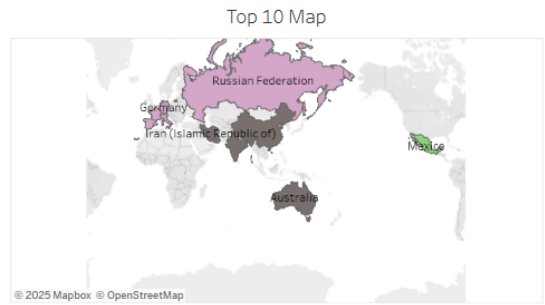 Top 10 Map
Russian Federation
Germany
Iran (Islamic Republic of)
Mexico
Australia
© 2025 Mapbox © OpenStreetMap